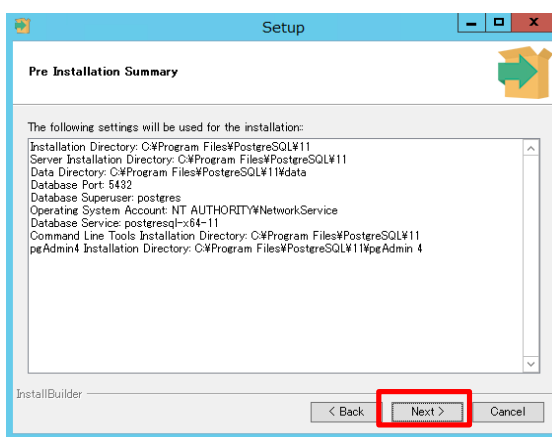 Setup
Pre Installation Summary
The following settings will be used for the installation:
Installation Directory: C:¥Program Files¥PostgreSQL¥11
Server Installation Directory: C:¥Program Files¥PostgreSQL¥11
Data Directory: C:¥Program Files¥PostgreSQL¥11¥data
Database Port: 5432
Database Superuser: postgres
Operating System Account: NT AUTHORITY¥NetworkService
Database Service: postgresql-x64-11
Command Line Tools Installation Directory: C:¥Program Files¥PostgreSQL¥11
pgAdmin4 Installation Directory: C:¥Program Files¥PostgreSQL¥11¥pgAdmin 4
InstallBuilder
< Back Next > Cancel